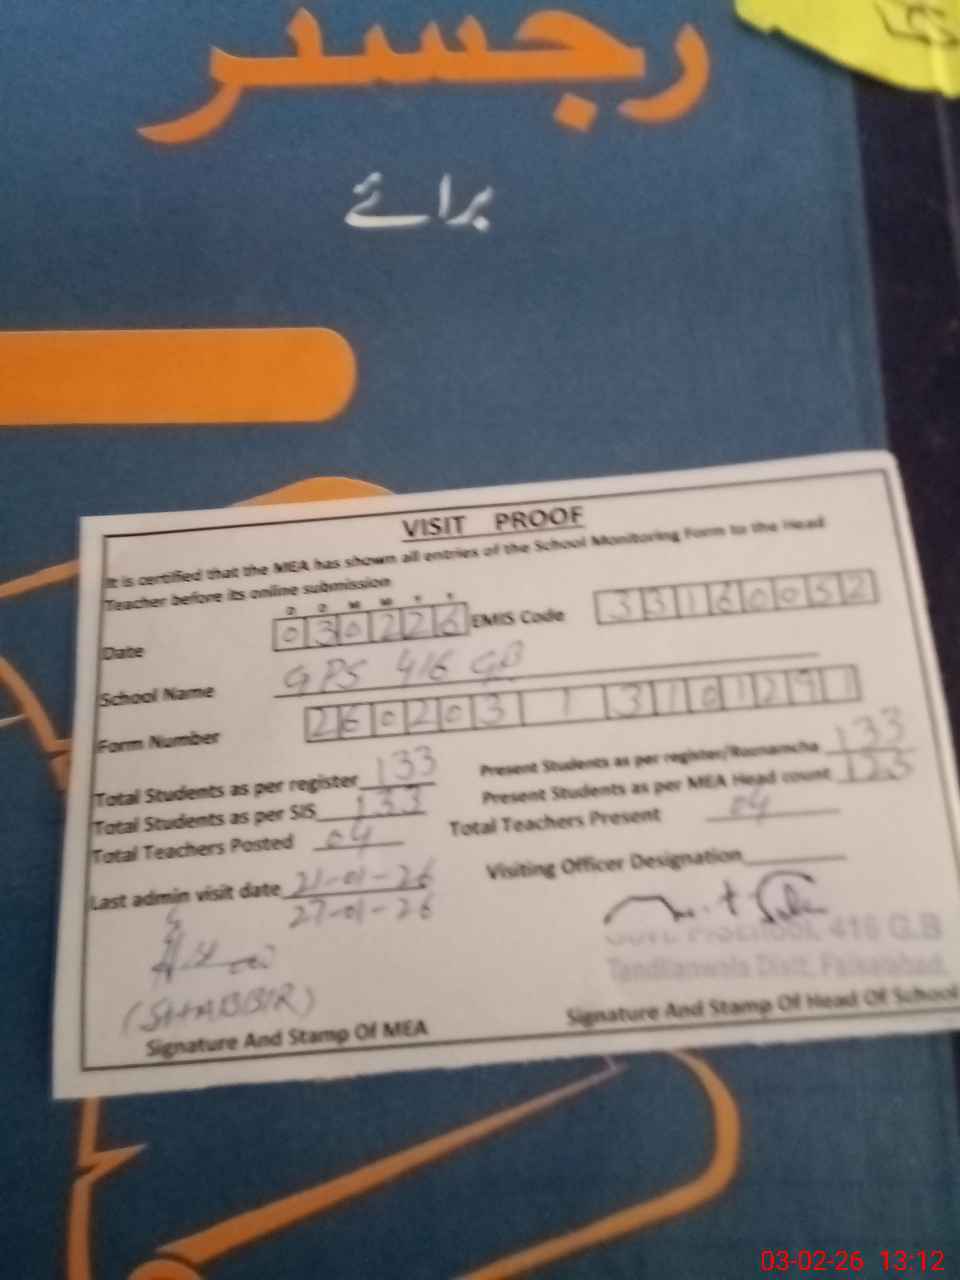 رجسٹر
برائے
VISIT PROOF
It is certified that the MEA has shown all entries of the School Monitoring Form to the Head
Teacher before its online submission
D D M M Y Y
Date 030226 EMIS Code 33160052
School Name GPS 416 GB
Form Number 260203 1 31012791
Total Students as per register 133 Present Students as per register/Roznamcha 133
Total Students as per SIS 133 Present Students as per MEA Head count 125
Total Teachers Posted 04 Total Teachers Present 04
Last admin visit date 21-01-26 Visiting Officer Designation
27-01-26
416 G.B
Tandlianwala Distt. Faisalabad.
(SHABBIR)
Signature And Stamp Of MEA Signature And Stamp Of Head Of School
03-02-26 13:12